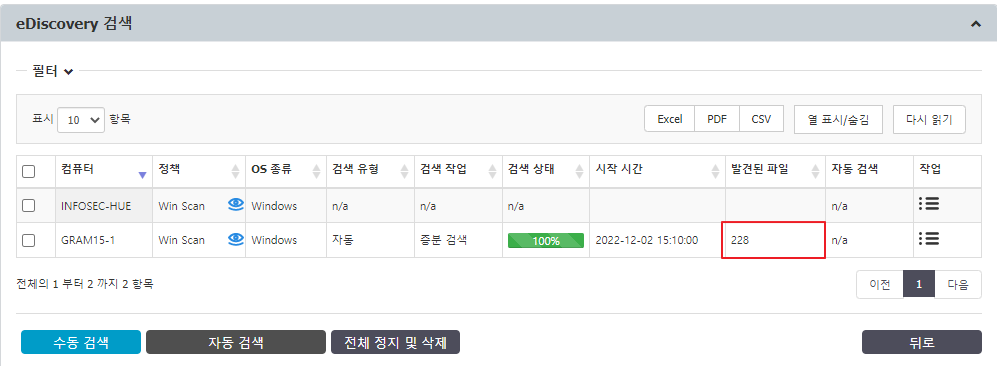 eDiscovery 검색
필터
표시 10 항목 Excel PDF CSV 열 표시/숨김 다시 읽기
컴퓨터 정책 OS 종류 검색 유형 검색 작업 검색 상태 시작 시간 발견된 파일 자동 검색 작업
INFOSEC-HUE Win Scan Windows n/a n/a n/a n/a
GRAM15-1 Win Scan Windows 자동 증분 검색 100% 2022-12-02 15:10:00 228 n/a
전체의 1 부터 2 까지 2 항목 이전 1 다음
수동 검색 자동 검색 전체 정지 및 삭제 뒤로